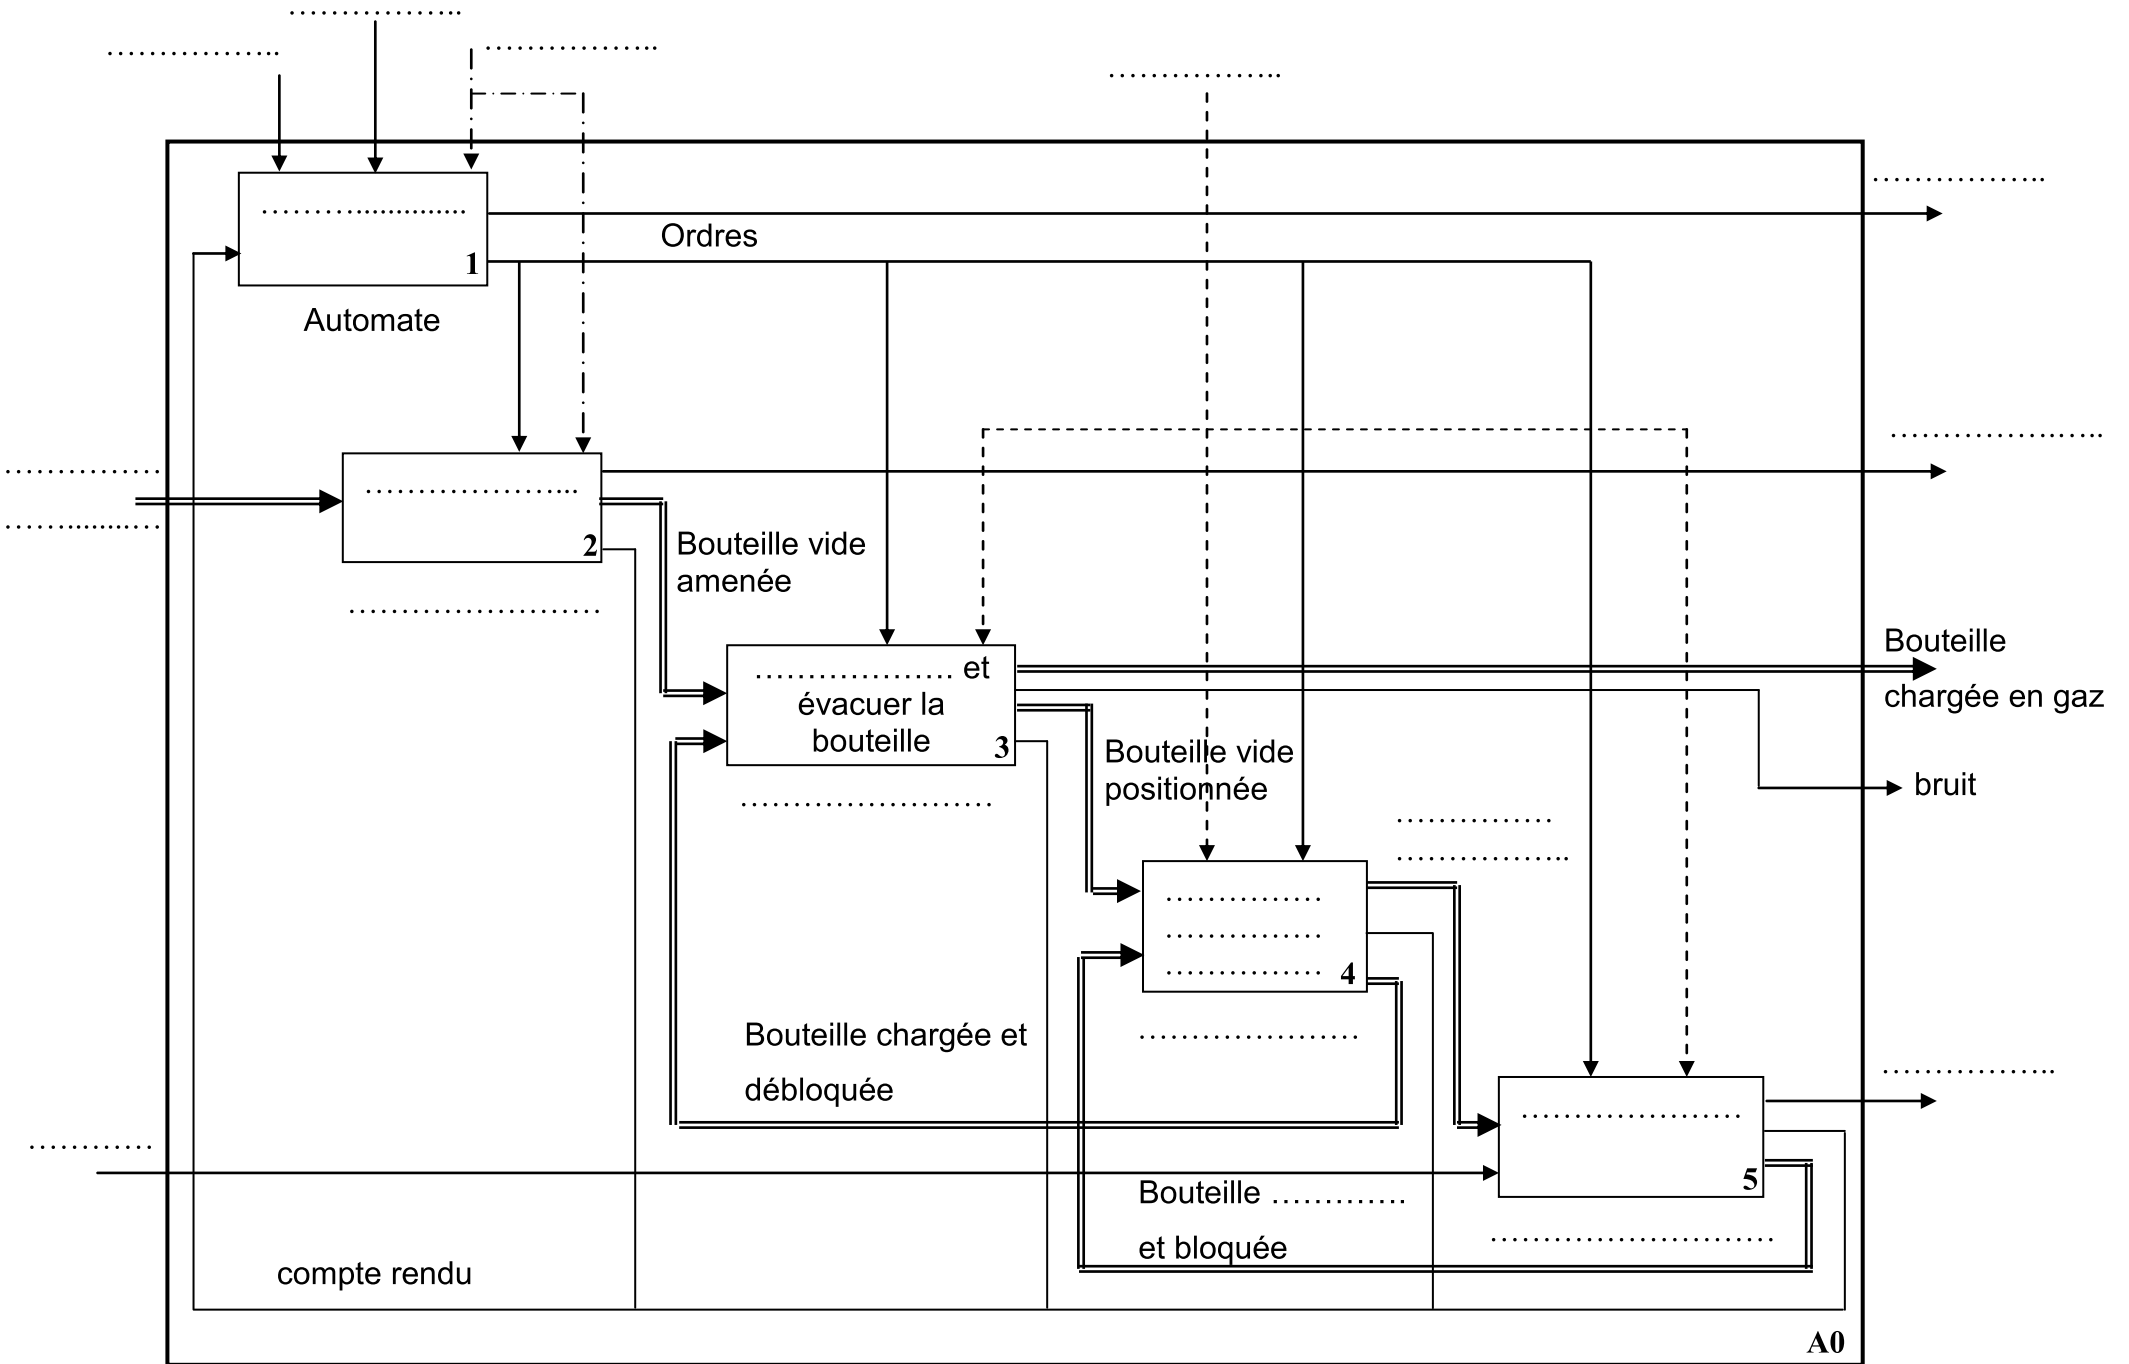 ……………..
……………..
……………..
……………..
……………..
………..............
Ordres
1
Automate
……………….…..
……………
…………………..
…….......……
2
Bouteille vide
amenée
……………………
Bouteille
……………….. et
chargée en gaz
évacuer la
bouteille
3
Bouteille vide
positionnée
bruit
……………………
……………
……………..
……………
……………
……………
4
Bouteille chargée et
débloquée
………………….
……………..
………………….
…………
5
Bouteille ………….
et bloquée
………………………
compte rendu
A0